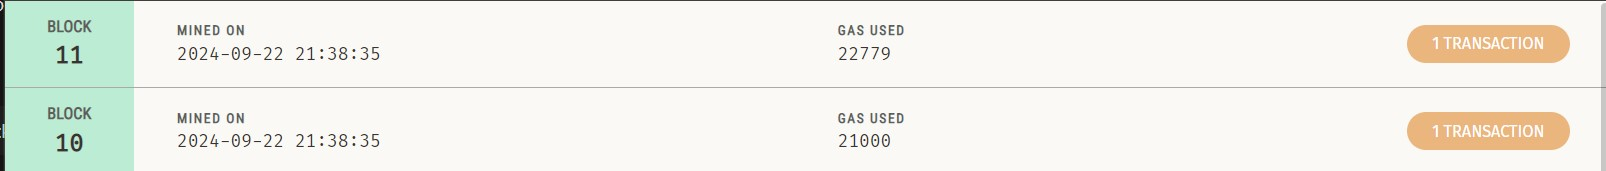 BLOCK
11
MINED ON
2024-09-22 21:38:35
GAS USED
22779
1 TRANSACTION
BLOCK
10
MINED ON
2024-09-22 21:38:35
GAS USED
21000
1 TRANSACTION